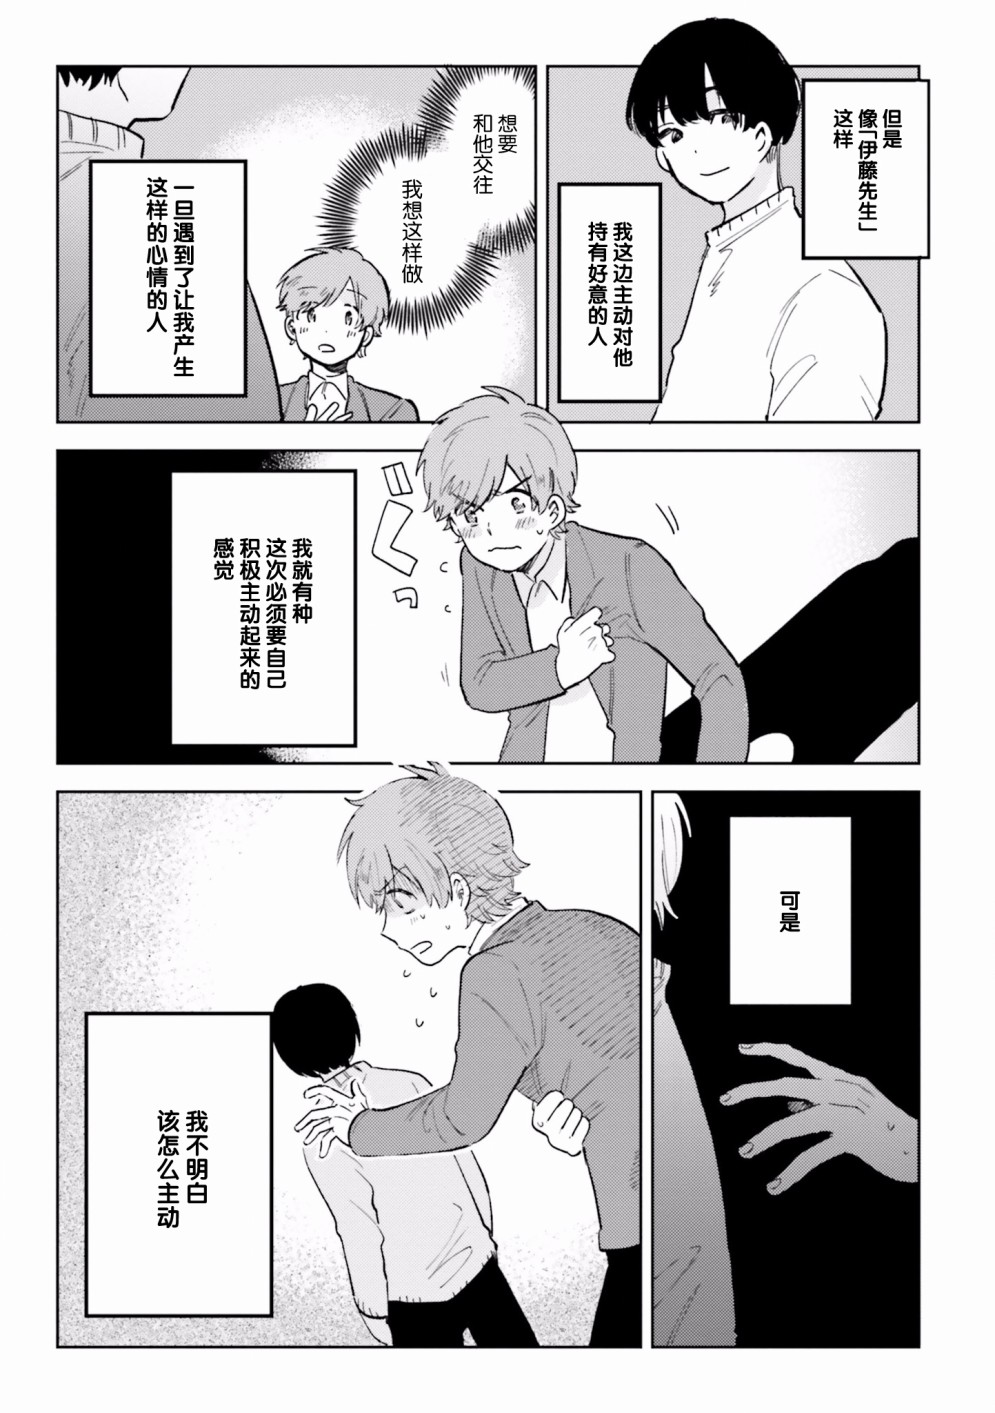 但是
像「伊藤先生」
这样
我这边主动对他
持有好意的人
想要
和他交往
我想这样做
一旦遇到了让我产生
这样的心情的人
我就有种
这次必须要自己
积极主动起来的
感觉
可是
我不明白
该怎么主动